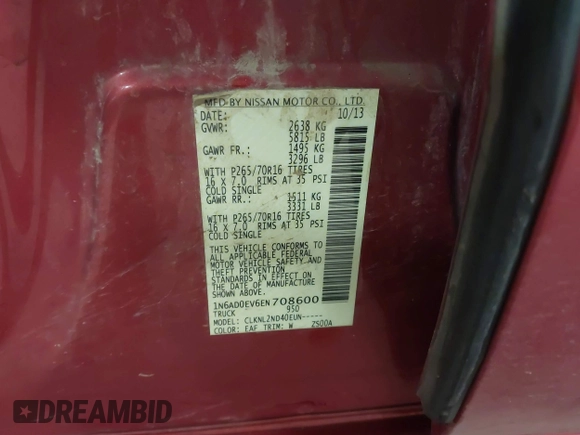 MFD BY NISSAN MOTOR CO., LTD.
DATE: 10/13
GVWR: 2638 KG
5815 LB
GAWR FR.: 1495 KG
3296 LB
WITH P265/70R16 TIRES
16 X 7.0 RIMS AT 35 PSI
COLD SINGLE
GAWR RR.: 1511 KG
3331 LB
WITH P265/70R16 TIRES
16 X 7.0 RIMS AT 35 PSI
COLD SINGLE
THIS VEHICLE CONFORMS TO
ALL APPLICABLE FEDERAL
MOTOR VEHICLE SAFETY AND
THEFT PREVENTION
STANDARDS IN EFFECT ON
THE DATE OF MANUFACTURE
SHOWN ABOVE.
1N6AD0EV6EN708600
TRUCK 950
MODEL: CLKNL2ND40EUN-----
COLOR: EAF TRIM: W ZS00A
DREAMBID